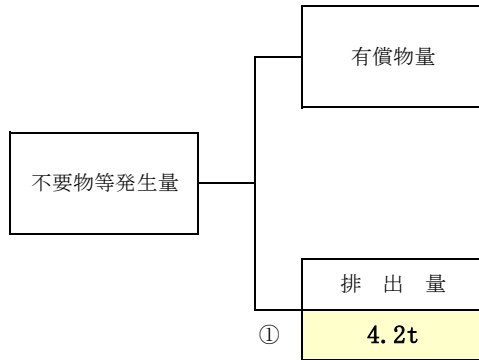 有償物量
不要物等発生量
排 出 量
① 4.2t